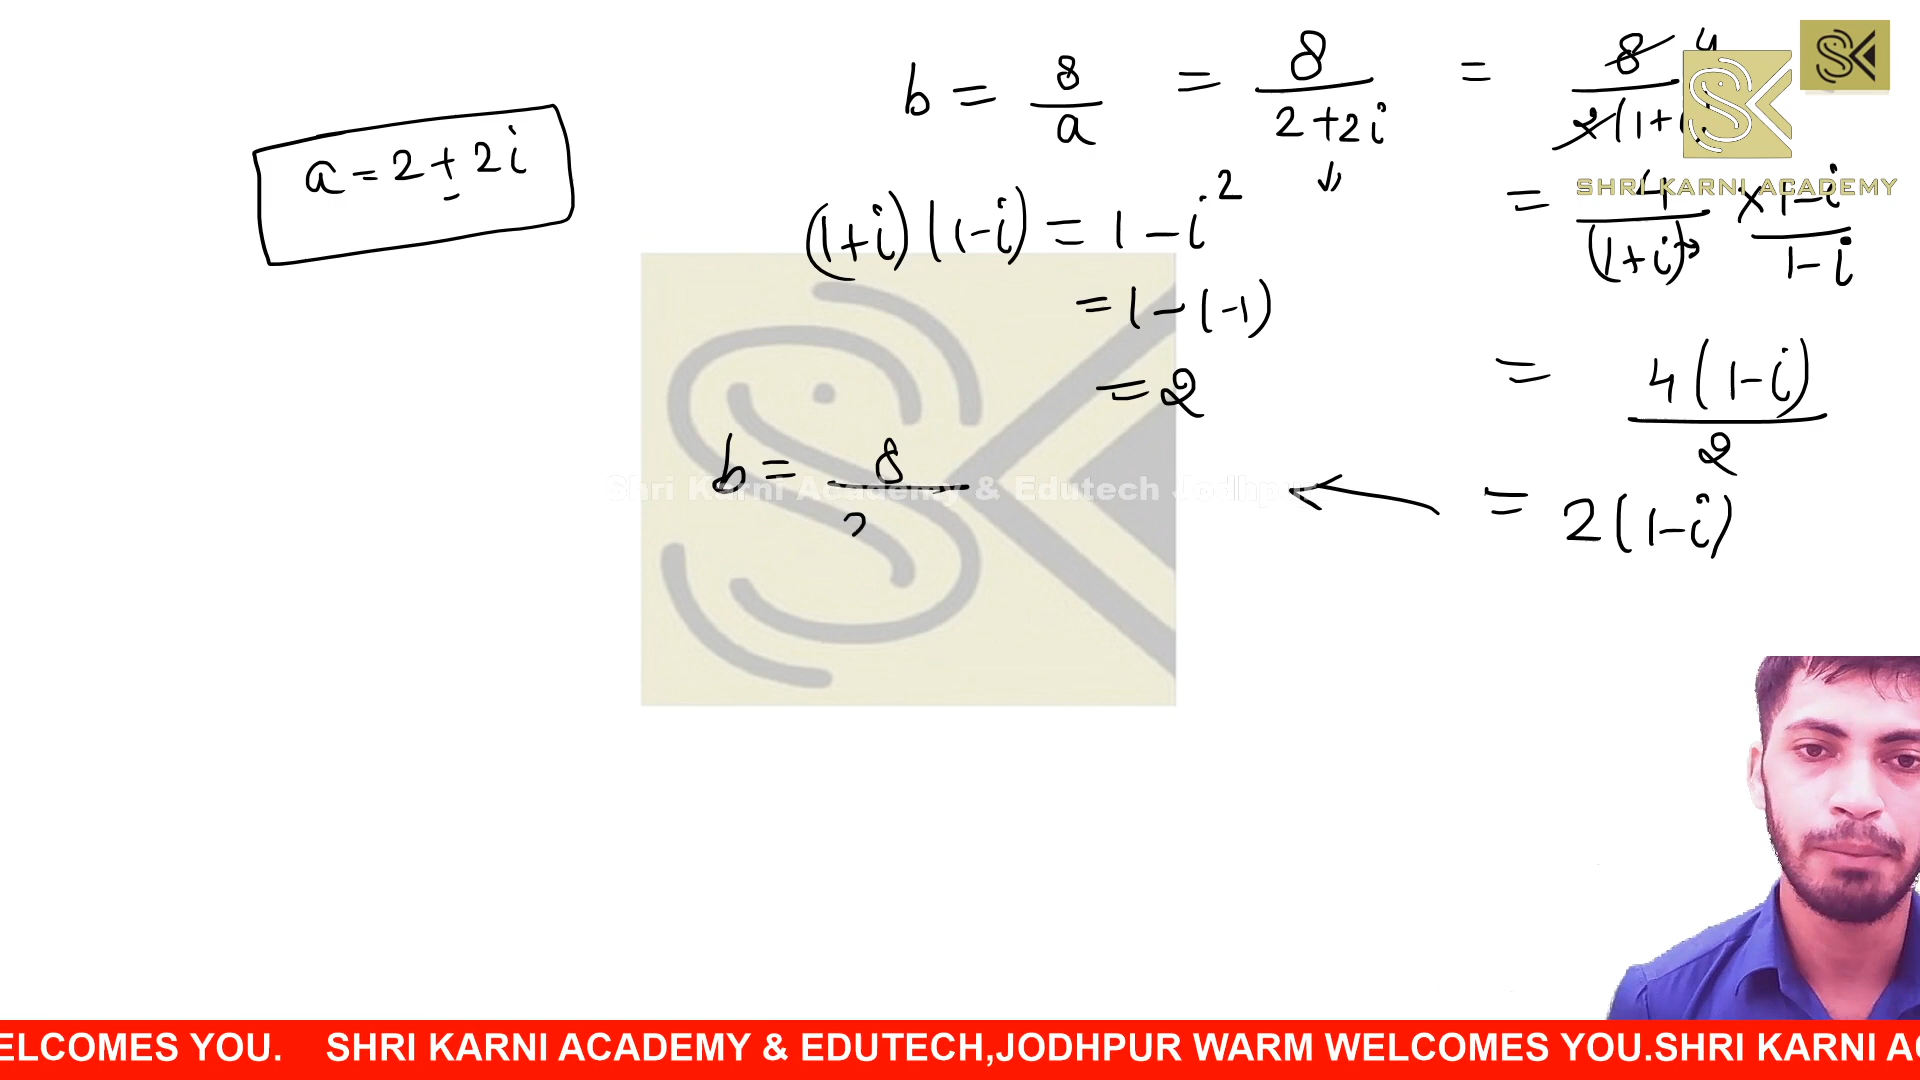 b = 8/a = 8/(2+2i) = 8 4/2(1+
a = 2 ± 2i
SHRI KARNI ACADEMY
(1+i)(1-i) = 1 - i²
= 4/(1+i) × 1-i/1-i
= 1 - (-1)
= 4(1-i)/2
= 2
b = 8/2
= 2(1-i)
Shri Karni Academy & Edutech Jodhpur
ELCOMES YOU. SHRI KARNI ACADEMY & EDUTECH,JODHPUR WARM WELCOMES YOU.SHRI KARNI AC